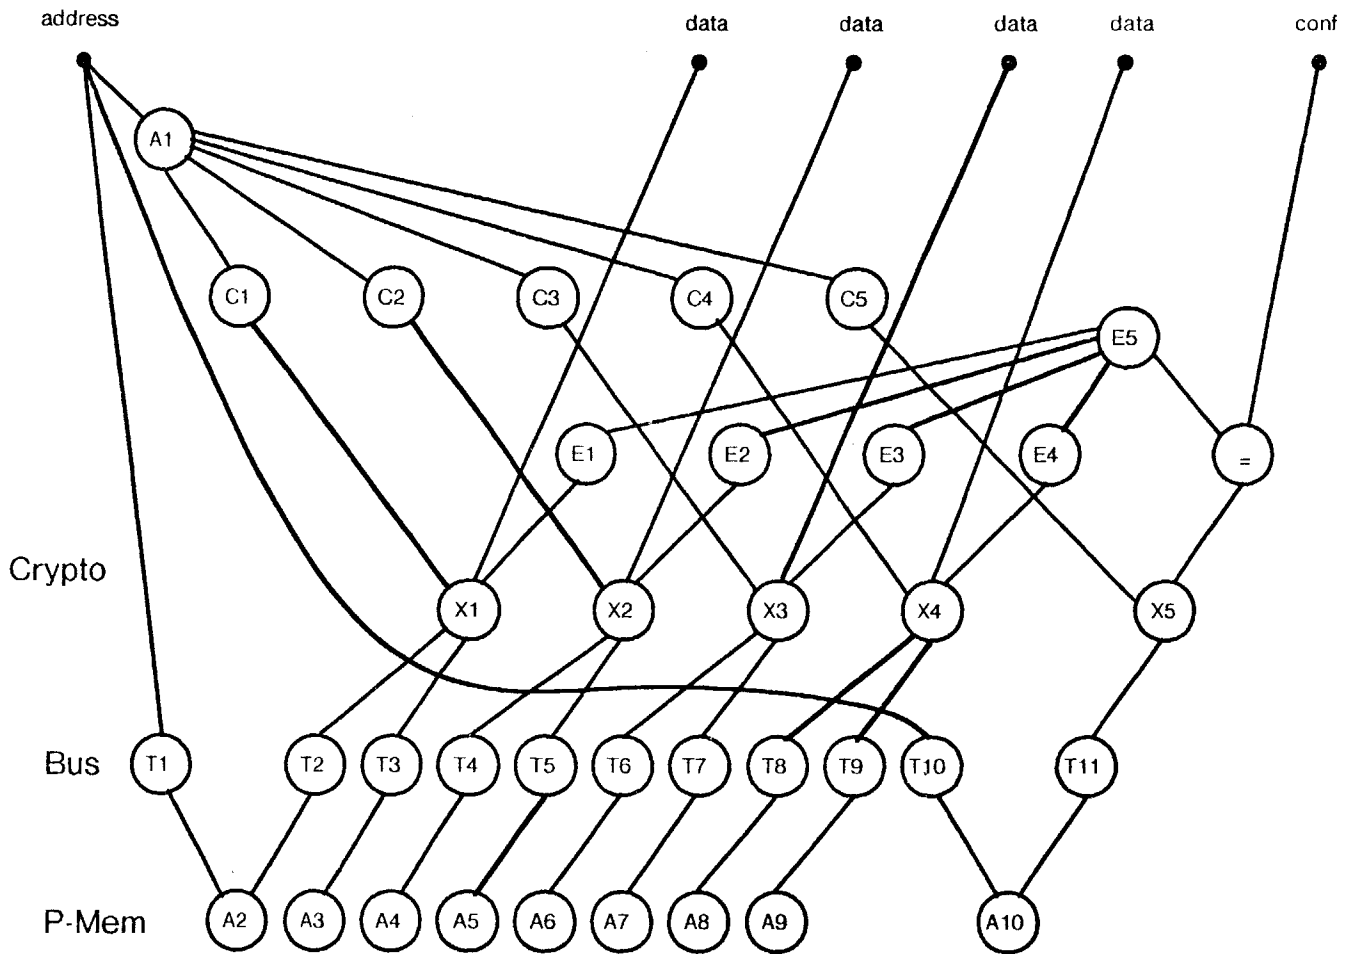 address data data data data conf
A1
C1 C2 C3 C4 C5
E5
E1 E2 E3 E4 =
Crypto
X1 X2 X3 X4 X5
Bus T1 T2 T3 T4 T5 T6 T7 T8 T9 T10 T11
P-Mem A2 A3 A4 A5 A6 A7 A8 A9 A10